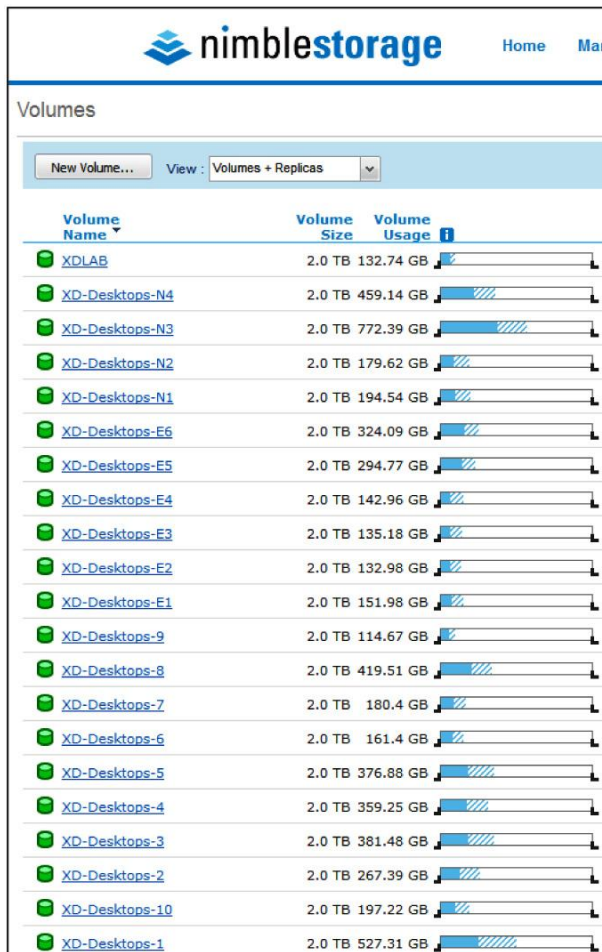 nimblestorage Home
Volumes
New Volume... View : Volumes + Replicas
Volume Name Volume Size Volume Usage i
XDLAB 2.0 TB 132.74 GB
XD-Desktops-N4 2.0 TB 459.14 GB
XD-Desktops-N3 2.0 TB 772.39 GB
XD-Desktops-N2 2.0 TB 179.62 GB
XD-Desktops-N1 2.0 TB 194.54 GB
XD-Desktops-E6 2.0 TB 324.09 GB
XD-Desktops-E5 2.0 TB 294.77 GB
XD-Desktops-E4 2.0 TB 142.96 GB
XD-Desktops-E3 2.0 TB 135.18 GB
XD-Desktops-E2 2.0 TB 132.98 GB
XD-Desktops-E1 2.0 TB 151.98 GB
XD-Desktops-9 2.0 TB 114.67 GB
XD-Desktops-8 2.0 TB 419.51 GB
XD-Desktops-7 2.0 TB 180.4 GB
XD-Desktops-6 2.0 TB 161.4 GB
XD-Desktops-5 2.0 TB 376.88 GB
XD-Desktops-4 2.0 TB 359.25 GB
XD-Desktops-3 2.0 TB 381.48 GB
XD-Desktops-2 2.0 TB 267.39 GB
XD-Desktops-10 2.0 TB 197.22 GB
XD-Desktops-1 2.0 TB 527.31 GB